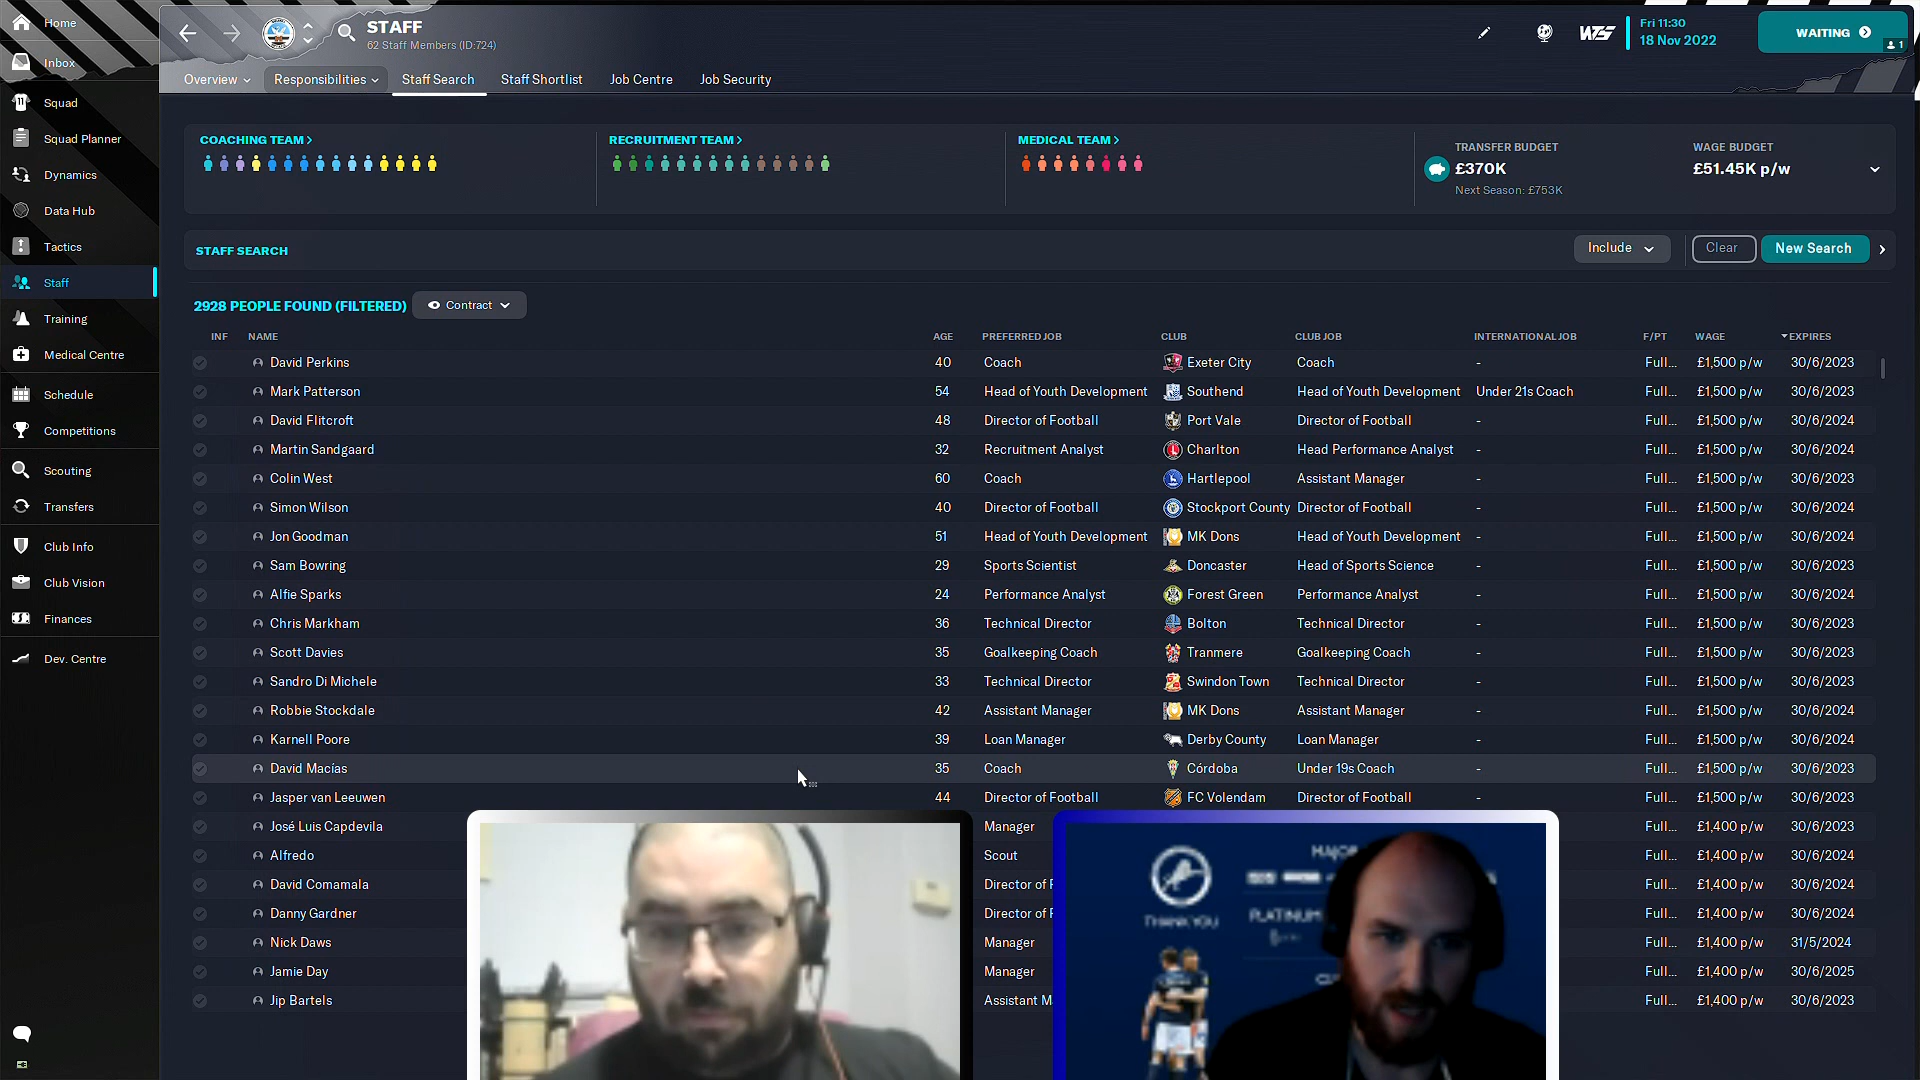 Home
Inbox
Squad
Squad Planner
Dynamics
Data Hub
Tactics
Staff
Training
Medical Centre
Schedule
Competitions
Scouting
Transfers
Club Info
Club Vision
Finances
Dev. Centre
STAFF
62 Staff Members (ID:724)
Fri 11:30
18 Nov 2022
WAITING
1
Overview
Responsibilities
Staff Search
Staff Shortlist
Job Centre
Job Security
COACHING TEAM >
RECRUITMENT TEAM >
MEDICAL TEAM >
TRANSFER BUDGET
£370K
Next Season: £753K
WAGE BUDGET
£51.45K p/w
STAFF SEARCH
Include
Clear
New Search
2928 PEOPLE FOUND (FILTERED)
Contract
INF NAME AGE PREFERRED JOB CLUB CLUB JOB INTERNATIONAL JOB F/PT WAGE EXPIRES
David Perkins 40 Coach Exeter City Coach - Full... £1,500 p/w 30/6/2023
Mark Patterson 54 Head of Youth Development Southend Head of Youth Development Under 21s Coach Full... £1,500 p/w 30/6/2023
David Flitcroft 48 Director of Football Port Vale Director of Football - Full... £1,500 p/w 30/6/2024
Martin Sandgaard 32 Recruitment Analyst Charlton Head Performance Analyst - Full... £1,500 p/w 30/6/2024
Colin West 60 Coach Hartlepool Assistant Manager - Full... £1,500 p/w 30/6/2024
Simon Wilson 40 Director of Football Stockport County Director of Football - Full... £1,500 p/w 30/6/2024
Jon Goodman 51 Head of Youth Development MK Dons Head of Youth Development - Full... £1,500 p/w 30/6/2024
Sam Bowring 29 Sports Scientist Doncaster Head of Sports Science - Full... £1,500 p/w 30/6/2023
Alfie Sparks 24 Performance Analyst Forest Green Performance Analyst - Full... £1,500 p/w 30/6/2024
Chris Markham 36 Technical Director Bolton Technical Director - Full... £1,500 p/w 30/6/2023
Scott Davies 35 Goalkeeping Coach Tranmere Goalkeeping Coach - Full... £1,500 p/w 30/6/2023
Sandro Di Michele 33 Technical Director Swindon Town Technical Director - Full... £1,500 p/w 30/6/2023
Robbie Stockdale 42 Assistant Manager MK Dons Assistant Manager - Full... £1,500 p/w 30/6/2024
Karnell Poore 39 Loan Manager Derby County Loan Manager - Full... £1,500 p/w 30/6/2024
David Macías 35 Coach Córdoba Under 19s Coach - Full... £1,500 p/w 30/6/2023
Jasper van Leeuwen 44 Director of Football FC Volendam Director of Football - Full... £1,500 p/w 30/6/2023
José Luis Capdevila Manager Full... £1,400 p/w 30/6/2023
Alfredo Scout Full... £1,400 p/w 30/6/2024
David Comamala Director of F Full... £1,400 p/w 30/6/2024
Danny Gardner Director of F Full... £1,400 p/w 30/6/2024
Nick Daws Manager Full... £1,400 p/w 31/5/2024
Jamie Day Manager Full... £1,400 p/w 30/6/2025
Jip Bartels Assistant M Full... £1,400 p/w 30/6/2023
MAJOR
THANK YOU
PLATINUM